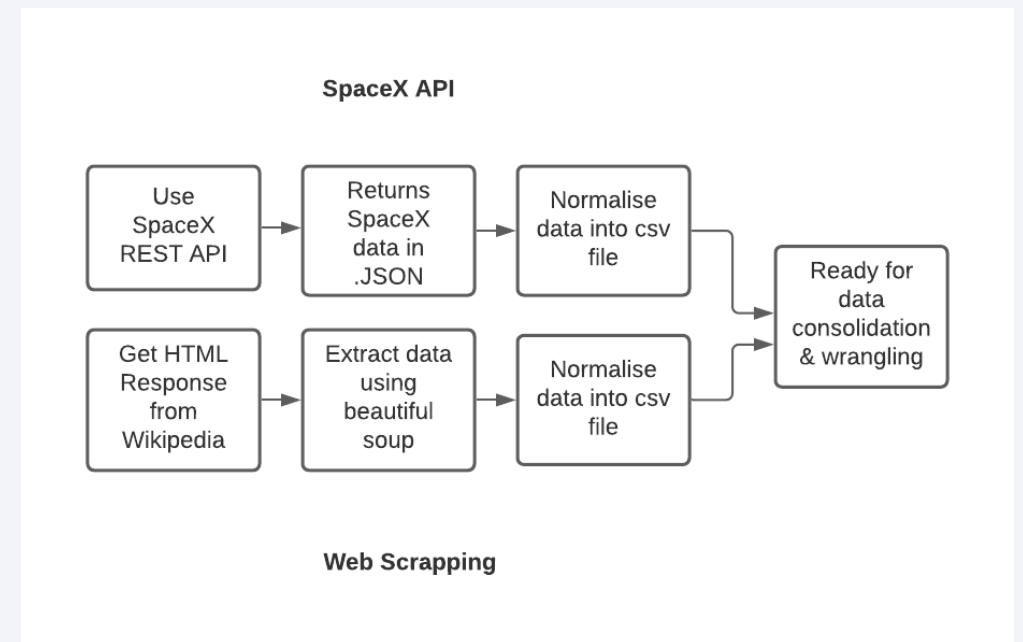 SpaceX API
Use
SpaceX
REST API
Returns
SpaceX
data in
.JSON
Normalise
data into csv
file
Ready for
data
consolidation
& wrangling
Get HTML
Response
from
Wikipedia
Extract data
using
beautiful
soup
Normalise
data into csv
file
Web Scrapping